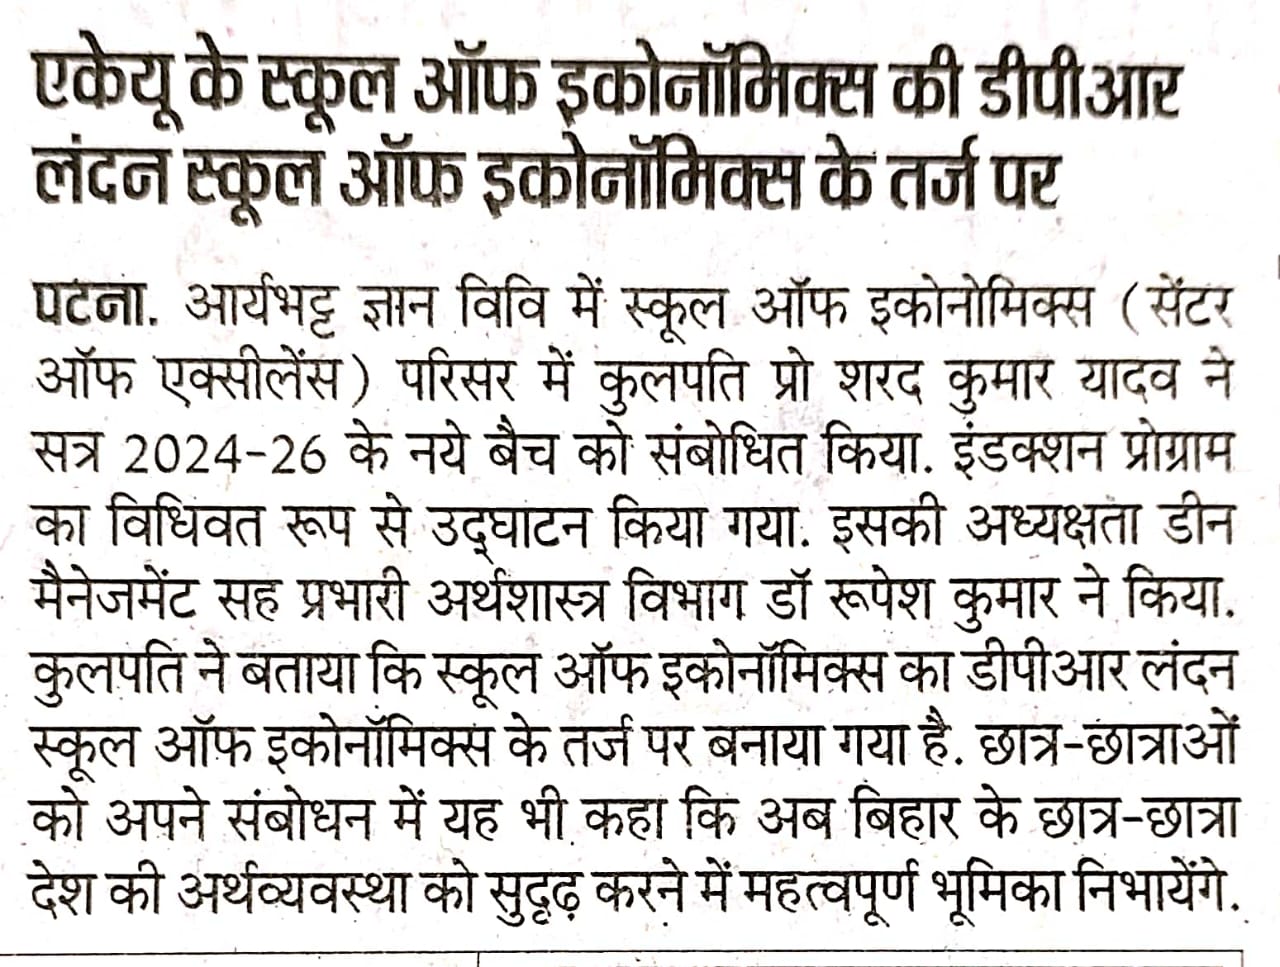 एकेयू के स्कूल ऑफ इकोनॉमिक्स की डीपीआर
लंदन स्कूल ऑफ इकोनॉमिक्स के तर्ज पर
पटना. आर्यभट्ट ज्ञान विवि में स्कूल ऑफ इकोनोमिक्स (सेंटर
ऑफ एक्सीलेंस) परिसर में कुलपति प्रो शरद कुमार यादव ने
सत्र 2024-26 के नये बैच को संबोधित किया. इंडक्शन प्रोग्राम
का विधिवत रूप से उद्घाटन किया गया. इसकी अध्यक्षता डीन
मैनेजमेंट सह प्रभारी अर्थशास्त्र विभाग डॉ रूपेश कुमार ने किया.
कुलपति ने बताया कि स्कूल ऑफ इकोनॉमिक्स का डीपीआर लंदन
स्कूल ऑफ इकोनॉमिक्स के तर्ज पर बनाया गया है. छात्र-छात्राओं
को अपने संबोधन में यह भी कहा कि अब बिहार के छात्र-छात्रा
देश की अर्थव्यवस्था को सुदृढ़ करने में महत्वपूर्ण भूमिका निभायेंगे.